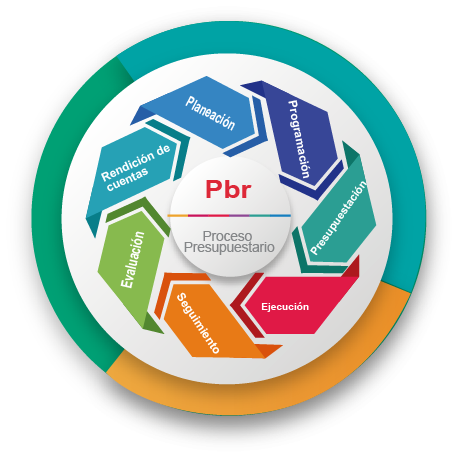 Pbr
Proceso
Presupuestario
Planeación
Programación
Presupuestación
Ejecución
Seguimiento
Evaluación
Rendición de
cuentas